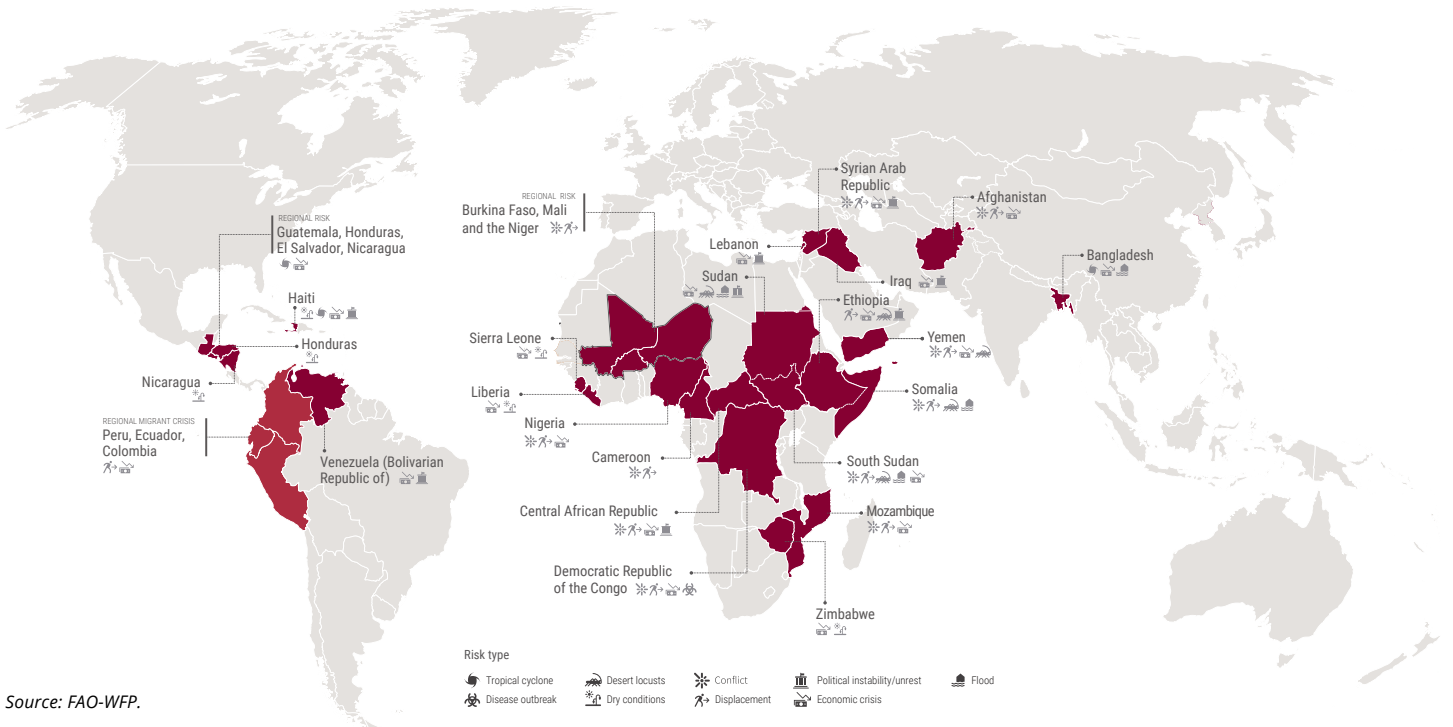 REGIONAL RISK
Guatemala, Honduras,
El Salvador, Nicaragua
Haiti
Honduras
Nicaragua
REGIONAL MIGRANT CRISIS
Peru, Ecuador,
Colombia
Venezuela (Bolivarian
Republic of)
REGIONAL RISK
Burkina Faso, Mali
and the Niger
Syrian Arab
Republic
Afghanistan
Lebanon
Bangladesh
Sudan
Iraq
Ethiopia
Sierra Leone
Yemen
Liberia
Somalia
Nigeria
Cameroon
South Sudan
Central African Republic
Mozambique
Democratic Republic
of the Congo
Zimbabwe
Risk type
Tropical cyclone
Desert locusts
Conflict
Political instability/unrest
Flood
Disease outbreak
Dry conditions
Displacement
Economic crisis
Source: FAO-WFP.